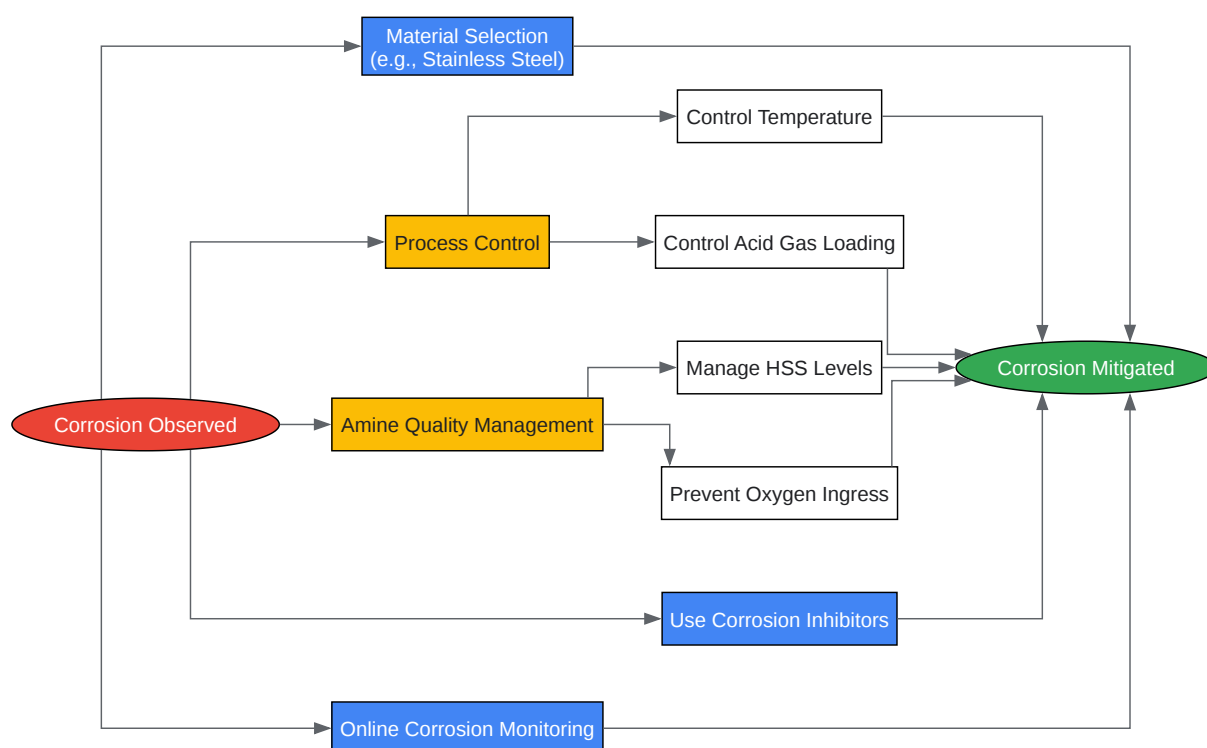 Material Selection
(e.g., Stainless Steel)
Control Temperature
Process Control
Control Acid Gas Loading
Manage HSS Levels
Corrosion Mitigated
Corrosion Observed
Amine Quality Management
Prevent Oxygen Ingress
Use Corrosion Inhibitors
Online Corrosion Monitoring